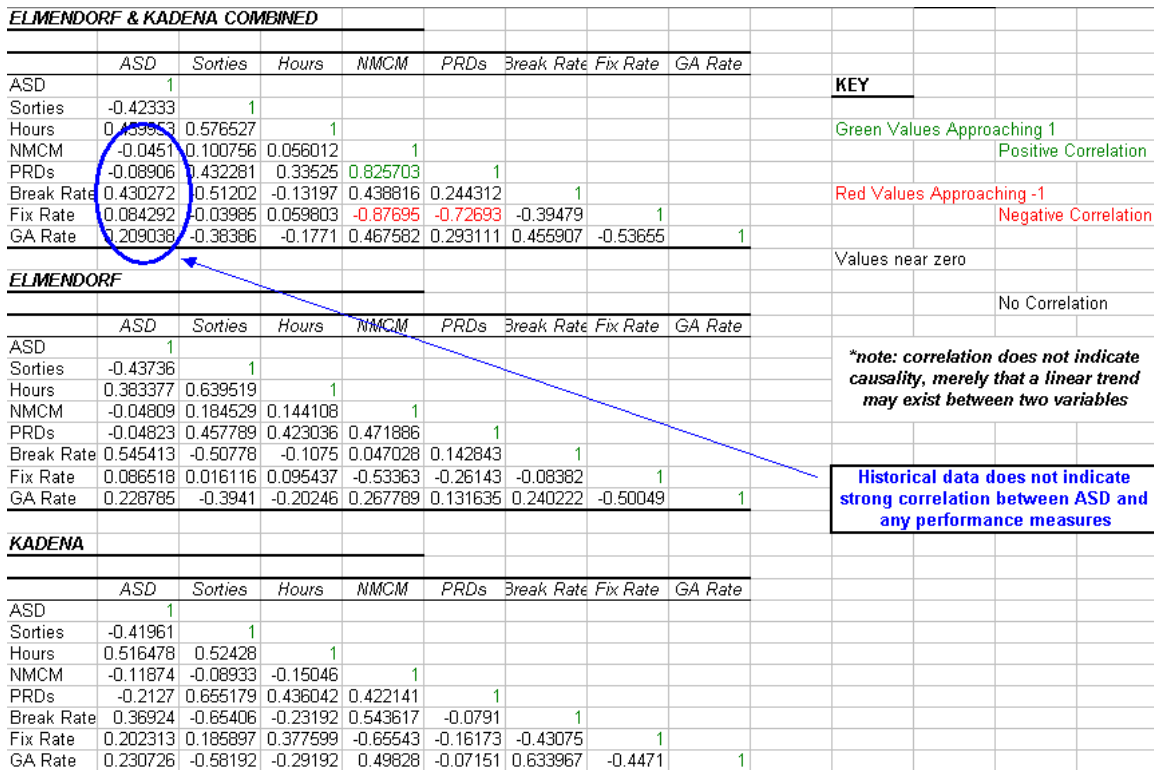 ELMENDORF & KADENA COMBINED
ASD Sorties Hours NMCM PRDs Break Rate Fix Rate GA Rate
ASD 1
KEY
Sorties -0.42333 1
Hours 0.459953 0.576527 1
Green Values Approaching 1
NMCM -0.0451 0.100756 0.056012 1
Positive Correlation
PRDs -0.08906 0.432281 0.33525 0.825703 1
Break Rate 0.430272 -0.51202 -0.13197 0.438816 0.244312 1
Red Values Approaching -1
Fix Rate 0.084292 -0.03985 0.059803 -0.87695 -0.72693 -0.39479 1
Negative Correlation
GA Rate 0.209036 -0.38386 -0.1771 0.467582 0.293111 0.455907 -0.53655 1
Values near zero
No Correlation
*note: correlation does not indicate
causality, merely that a linear trend
may exist between two variables
ELMENDORF
ASD Sorties Hours NMCM PRDs Break Rate Fix Rate GA Rate
ASD 1
Sorties -0.43736 1
Hours 0.383377 0.639519 1
NMCM -0.04809 0.184529 0.144108 1
PRDs -0.04823 0.457789 0.423036 0.471886 1
Break Rate 0.545413 -0.50778 -0.1075 0.047028 0.142843 1
Fix Rate 0.086518 0.016116 0.095437 -0.53363 -0.26143 -0.08382 1
GA Rate 0.228785 -0.3941 -0.20246 0.267789 0.131635 0.240222 -0.50049 1
Historical data does not indicate
strong correlation between ASD and
any performance measures
KADENA
ASD Sorties Hours NMCM PRDs Break Rate Fix Rate GA Rate
ASD 1
Sorties -0.41961 1
Hours 0.516478 0.52428 1
NMCM -0.11874 -0.08933 -0.15046 1
PRDs -0.2127 0.655179 0.436042 0.422141 1
Break Rate 0.36924 -0.65406 -0.23192 0.543617 -0.0791 1
Fix Rate 0.202313 0.185897 0.377599 -0.65543 -0.16173 -0.43075 1
GA Rate 0.230726 -0.58192 -0.29192 0.49828 -0.07151 0.633967 -0.4471 1